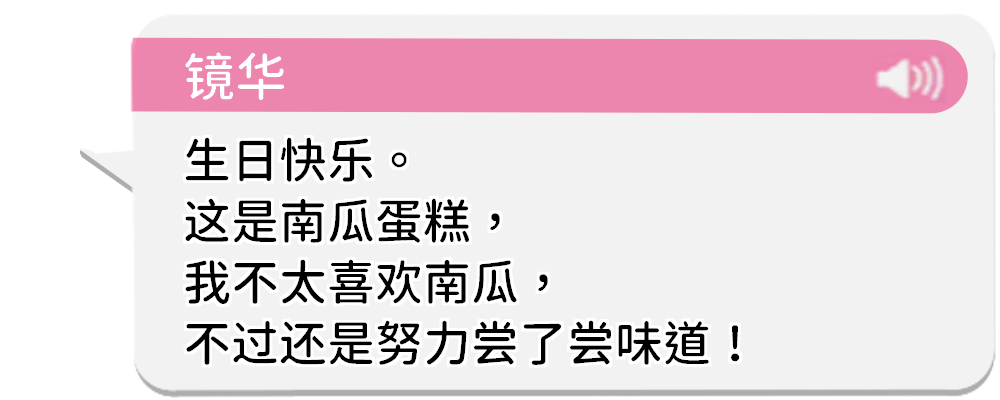 镜华
生日快乐。
这是南瓜蛋糕，
我不太喜欢南瓜，
不过还是努力尝了尝味道！